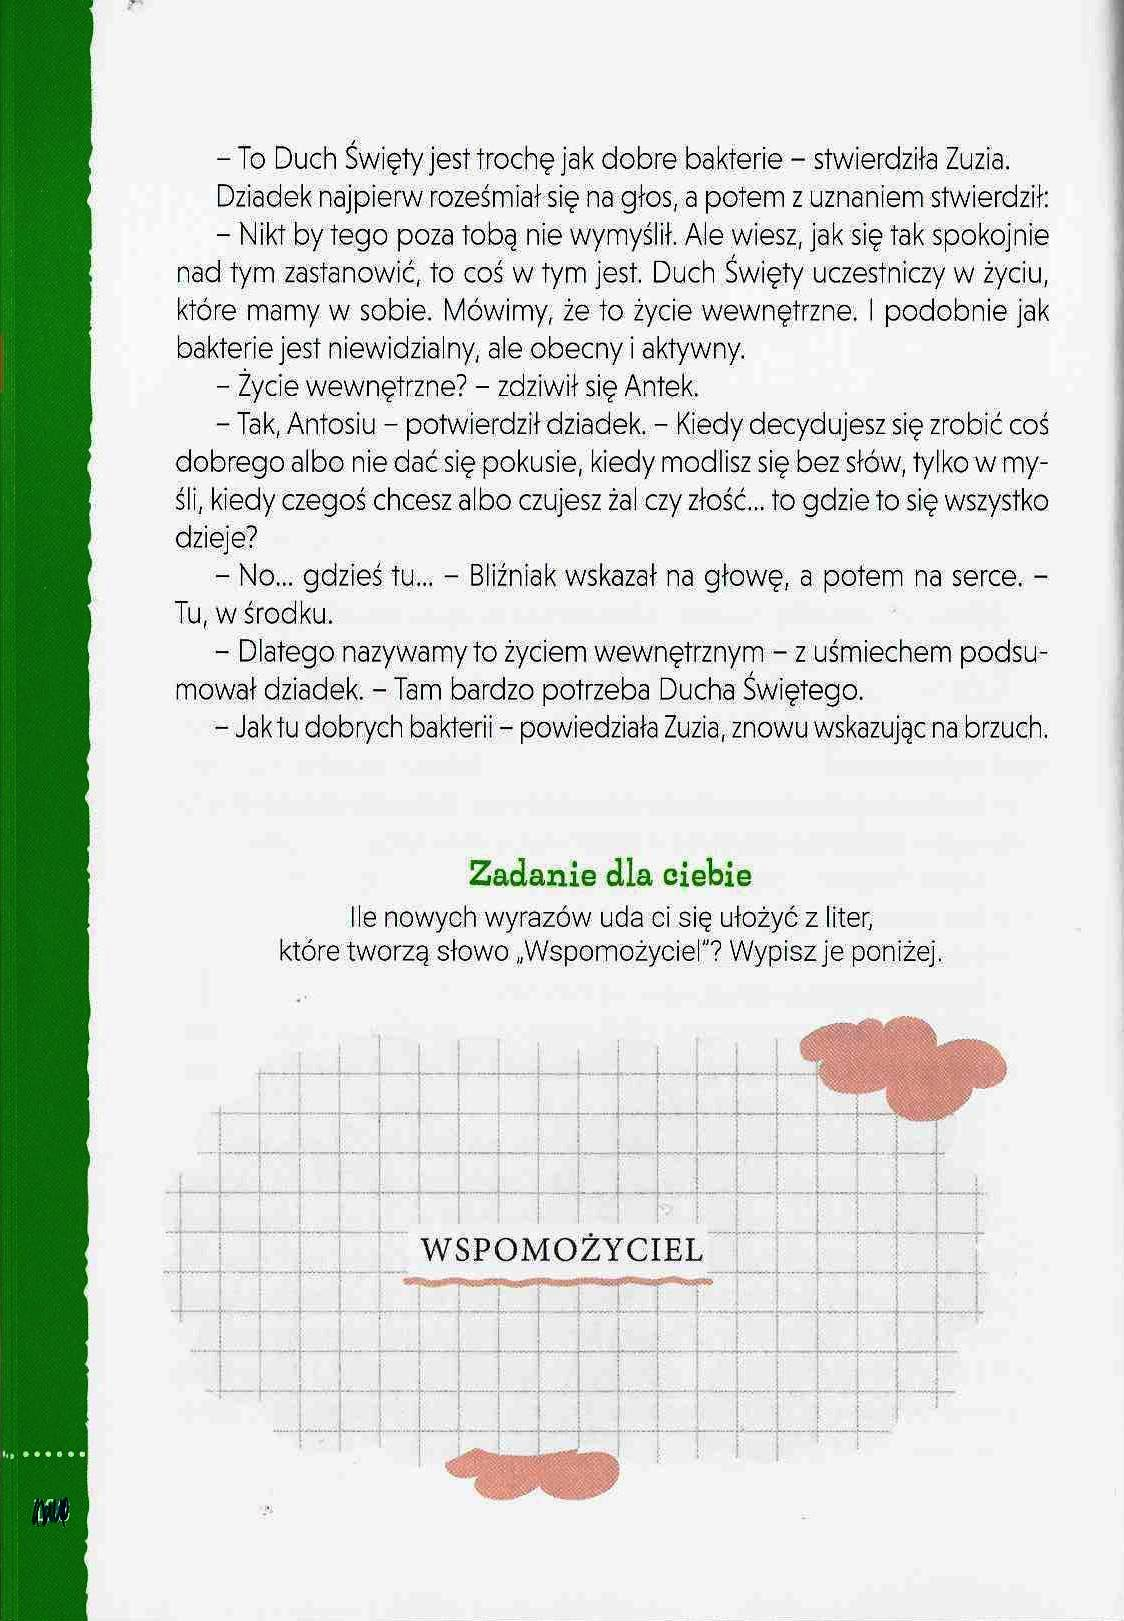 – To Duch Święty jest trochę jak dobre bakterie – stwierdziła Zuzia.
Dziadek najpierw roześmiał się na głos, a potem z uznaniem stwierdził:
– Nikt by tego poza tobą nie wymyślił. Ale wiesz, jak się tak spokojnie
nad tym zastanowić, to coś w tym jest. Duch Święty uczestniczy w życiu,
które mamy w sobie. Mówimy, że to życie wewnętrzne. I podobnie jak
bakterie jest niewidzialny, ale obecny i aktywny.
– Życie wewnętrzne? – zdziwił się Antek.
– Tak, Antosiu – potwierdził dziadek. – Kiedy decydujesz się zrobić coś
dobrego albo nie dać się pokusie, kiedy modlisz się bez słów, tylko w my-
śli, kiedy czegoś chcesz albo czujesz żal czy złość... to gdzie to się wszystko
dzieje?
– No... gdzieś tu... – Bliźniak wskazał na głowę, a potem na serce. –
Tu, w środku.
– Dlatego nazywamy to życiem wewnętrznym – z uśmiechem podsu-
mował dziadek. – Tam bardzo potrzeba Ducha Świętego.
– Jak tu dobrych bakterii – powiedziała Zuzia, znowu wskazując na brzuch.
Zadanie dla ciebie
Ile nowych wyrazów uda ci się ułożyć z liter,
które tworzą słowo „Wspomożyciel"? Wypisz je poniżej.
WSPOMOŻYCIEL